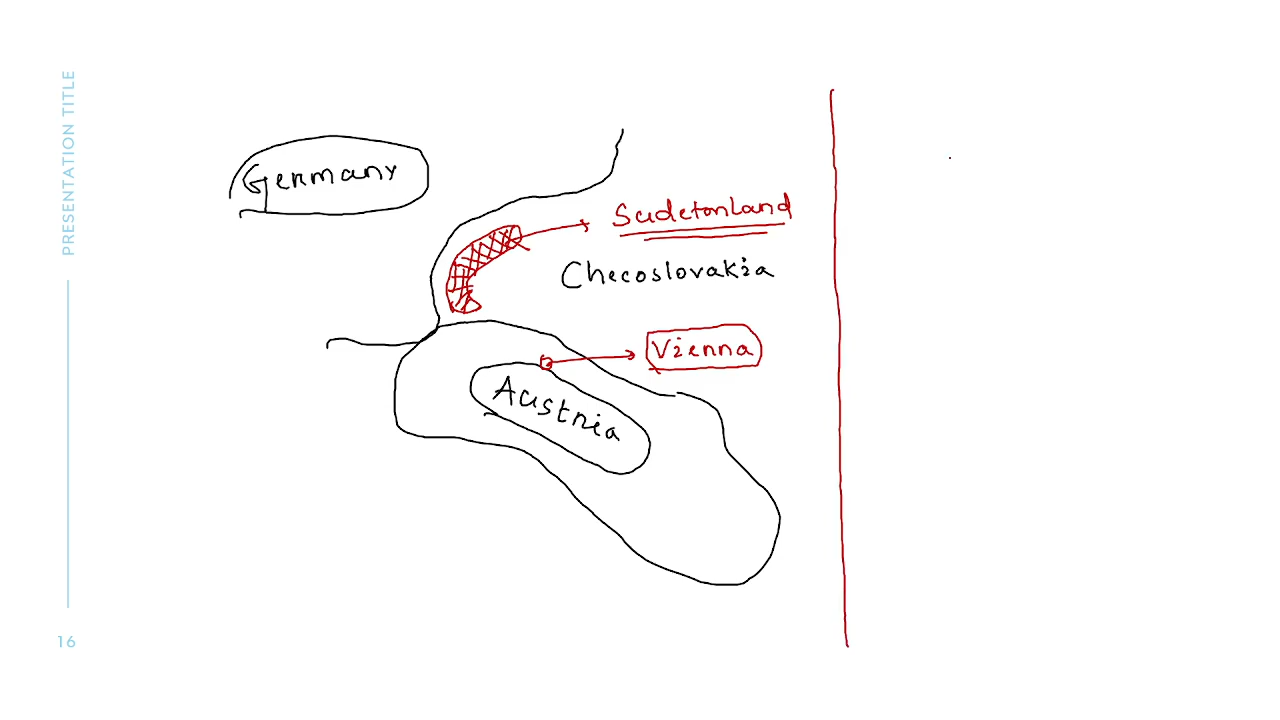 PRESENTATION TITLE
Germany
Sudetonland
Checoslovakia
Vienna
Austria
16